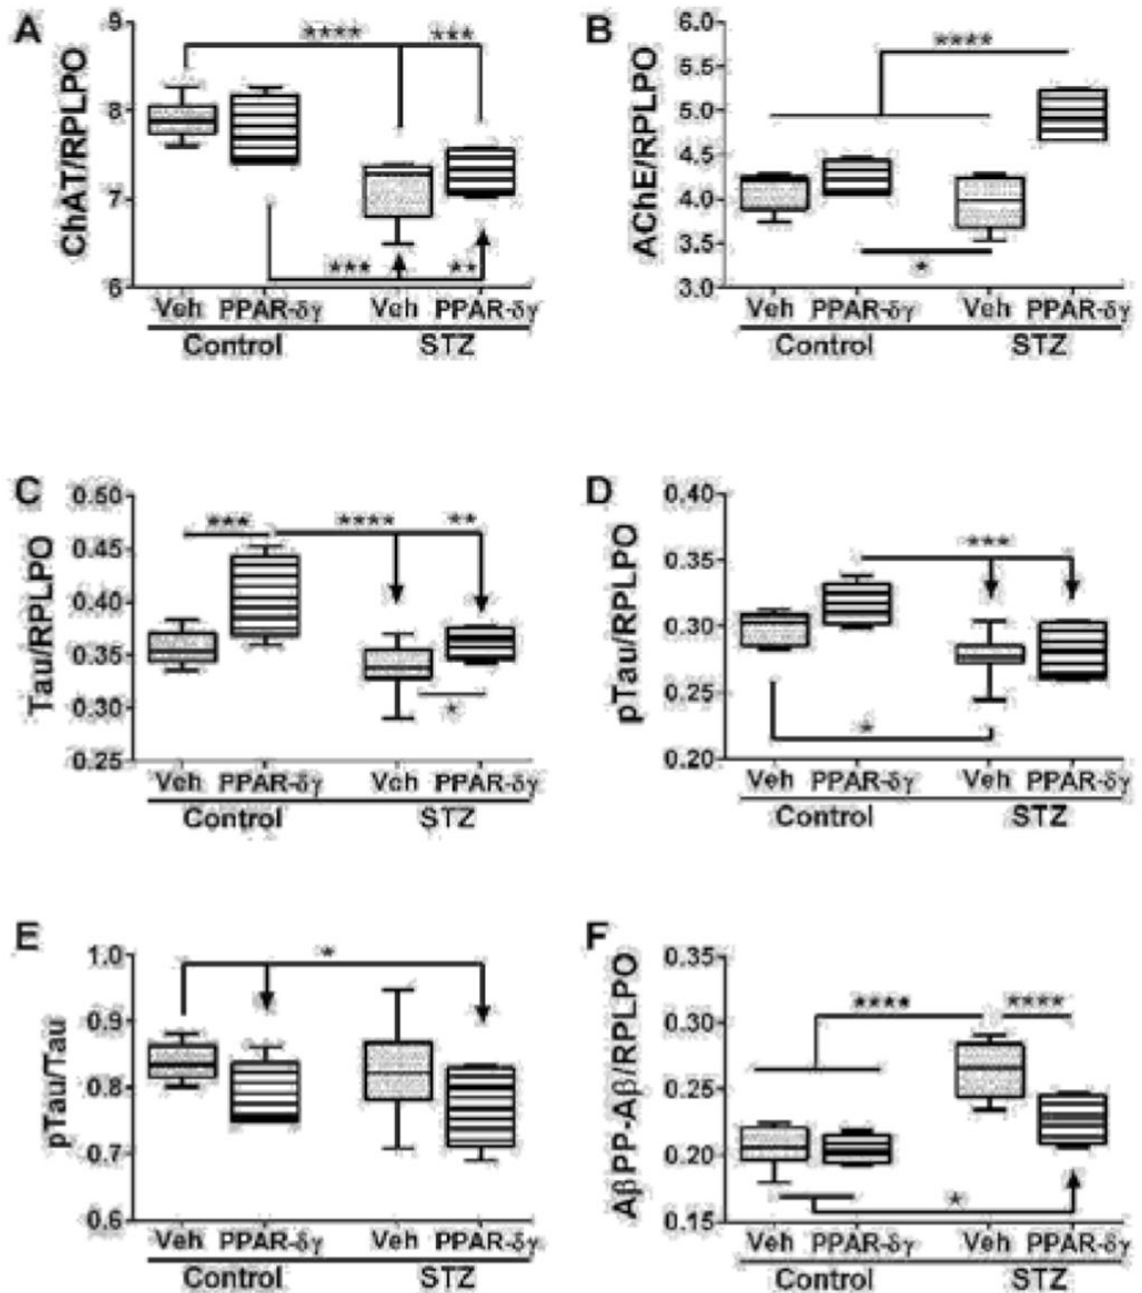 A
B
ChAT/RPLPO
AChE/RPLPO
9
8
7
6
**** ***
*** **
6.0
5.5
5.0
4.5
4.0
3.5
3.0
****
*
Veh PPAR-δγ Veh PPAR-δγ
Control STZ
Veh PPAR-δγ Veh PPAR-δγ
Control STZ
C
D
Tau/RPLPO
pTau/RPLPO
0.50
0.45
0.40
0.35
0.30
0.25
*** **** **
*
0.40
0.35
0.30
0.25
0.20
***
*
Veh PPAR-δγ Veh PPAR-δγ
Control STZ
Veh PPAR-δγ Veh PPAR-δγ
Control STZ
E
F
pTau/Tau
AβPP-Aβ/RPLPO
1.0
0.9
0.8
0.7
0.6
*
0.35
0.30
0.25
0.20
0.15
**** ****
*
Veh PPAR-δγ Veh PPAR-δγ
Control STZ
Veh PPAR-δγ Veh PPAR-δγ
Control STZ